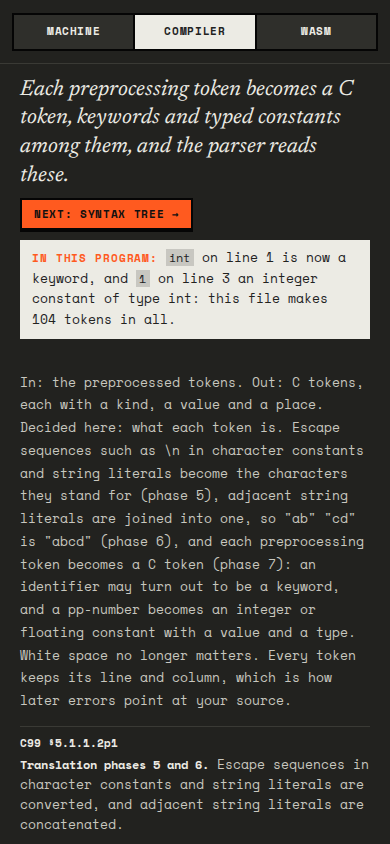 MACHINE
COMPILER
WASM
Each preprocessing token becomes a C
token, keywords and typed constants
among them, and the parser reads
these.
NEXT: SYNTAX TREE →
IN THIS PROGRAM: int on line 1 is now a
keyword, and 1 on line 3 an integer
constant of type int: this file makes
104 tokens in all.
In: the preprocessed tokens. Out: C tokens,
each with a kind, a value and a place.
Decided here: what each token is. Escape
sequences such as \n in character constants
and string literals become the characters
they stand for (phase 5), adjacent string
literals are joined into one, so "ab" "cd"
is "abcd" (phase 6), and each preprocessing
token becomes a C token (phase 7): an
identifier may turn out to be a keyword,
and a pp-number becomes an integer or
floating constant with a value and a type.
White space no longer matters. Every token
keeps its line and column, which is how
later errors point at your source.
C99 §5.1.1.2p1
Translation phases 5 and 6. Escape sequences in
character constants and string literals are
converted, and adjacent string literals are
concatenated.